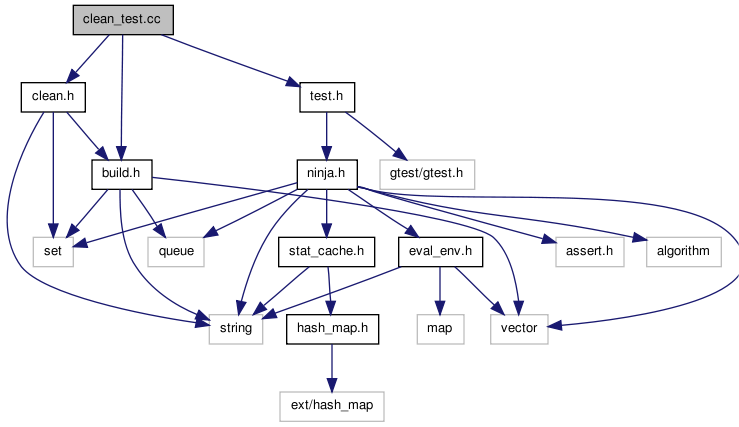 clean_test.cc
clean.h
test.h
build.h
ninja.h
gtest/gtest.h
set
queue
stat_cache.h
eval_env.h
assert.h
algorithm
string
hash_map.h
map
vector
ext/hash_map